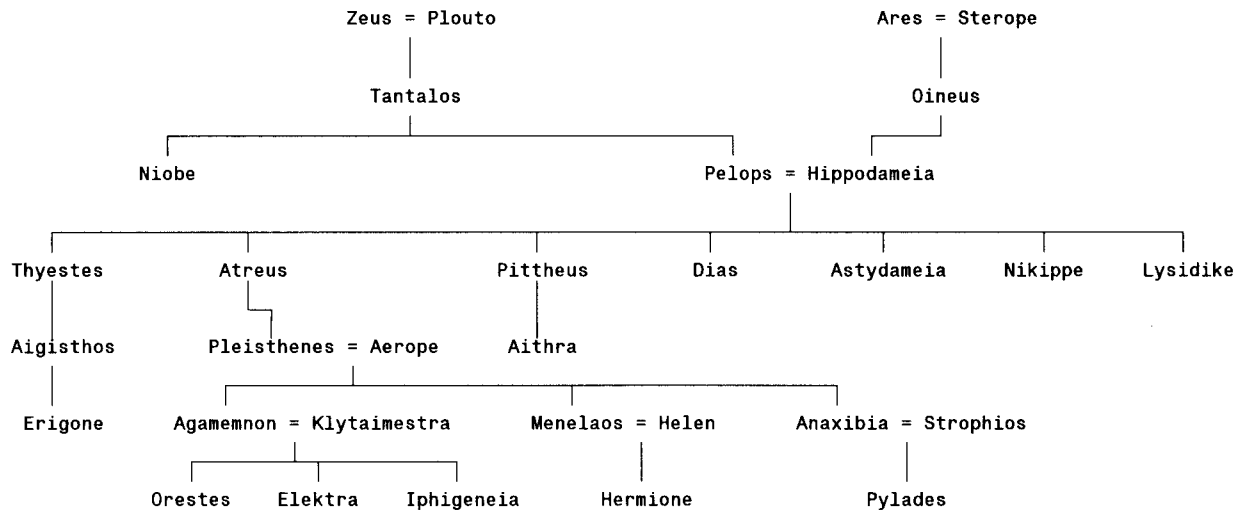 Zeus = Plouto Ares = Sterope
Tantalos Oineus
Niobe Pelops = Hippodameia
Thyestes Atreus Pittheus Dias Astydameia Nikippe Lysidike
Aigisthos Pleisthenes = Aerope Aithra
Erigone Agamemnon = Klytaimestra Menelaos = Helen Anaxibia = Strophios
Orestes Elektra Iphigeneia Hermione Pylades